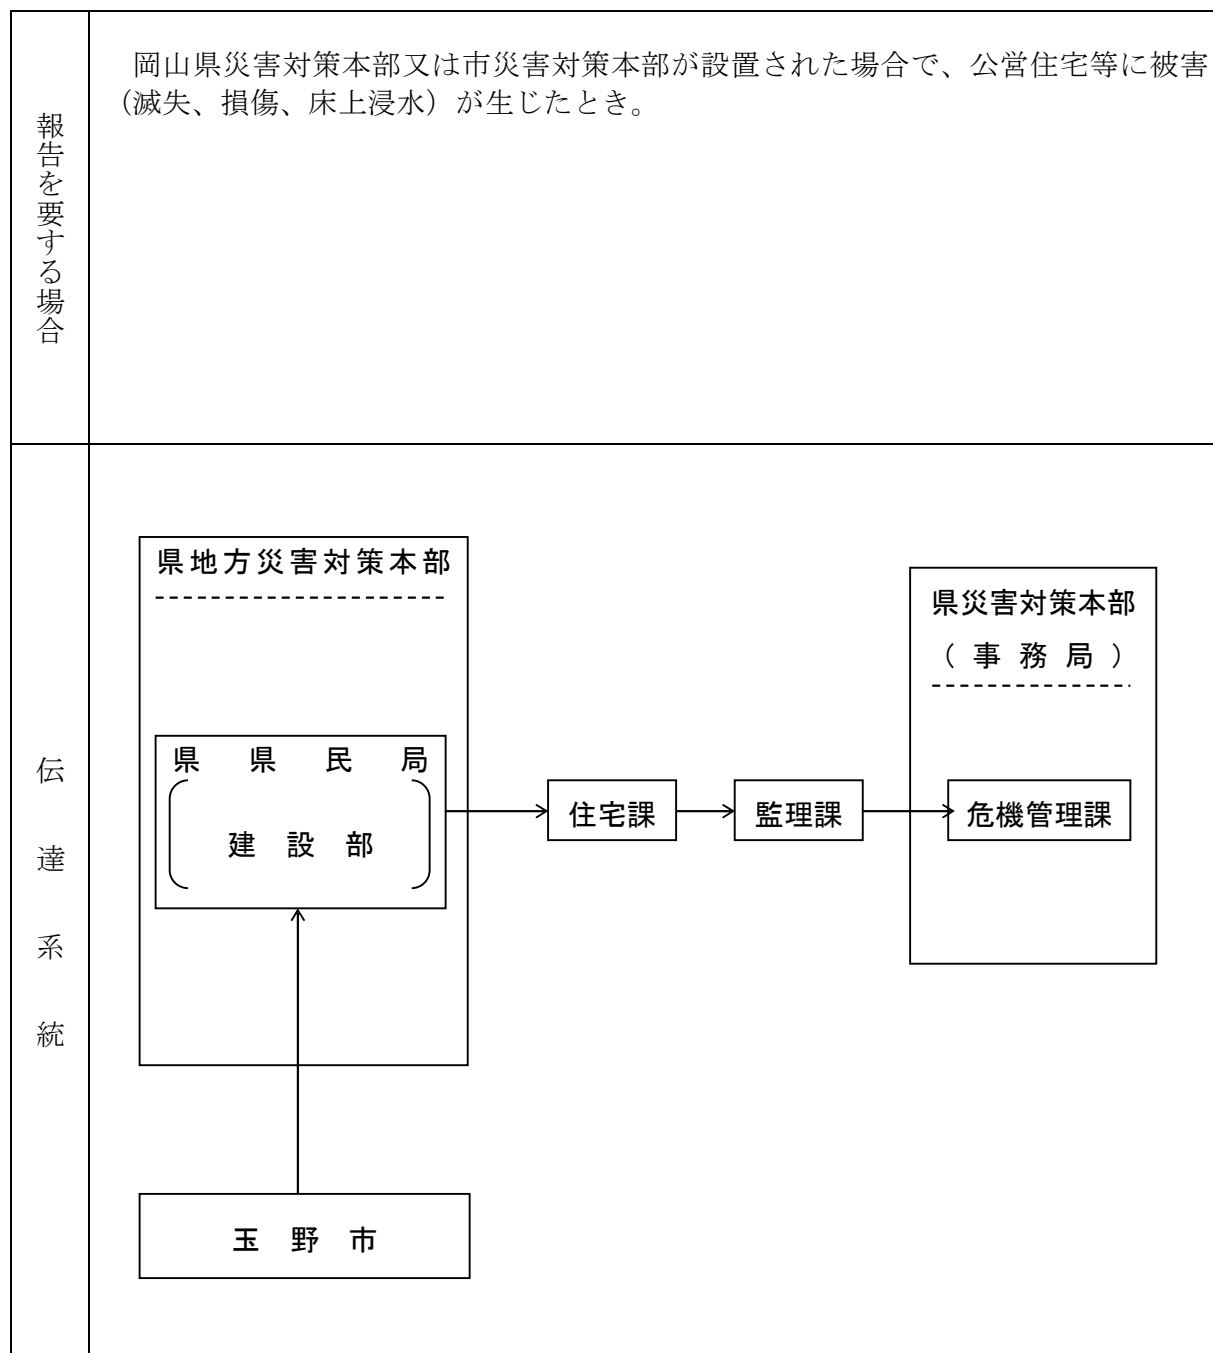 報告を要する場合
岡山県災害対策本部又は市災害対策本部が設置された場合で、公営住宅等に被害
(滅失、損傷、床上浸水）が生じたとき。
伝達系統
県地方災害対策本部
県県民局
建設部
住宅課
監理課
県災害対策本部
（事務局）
危機管理課
玉野市